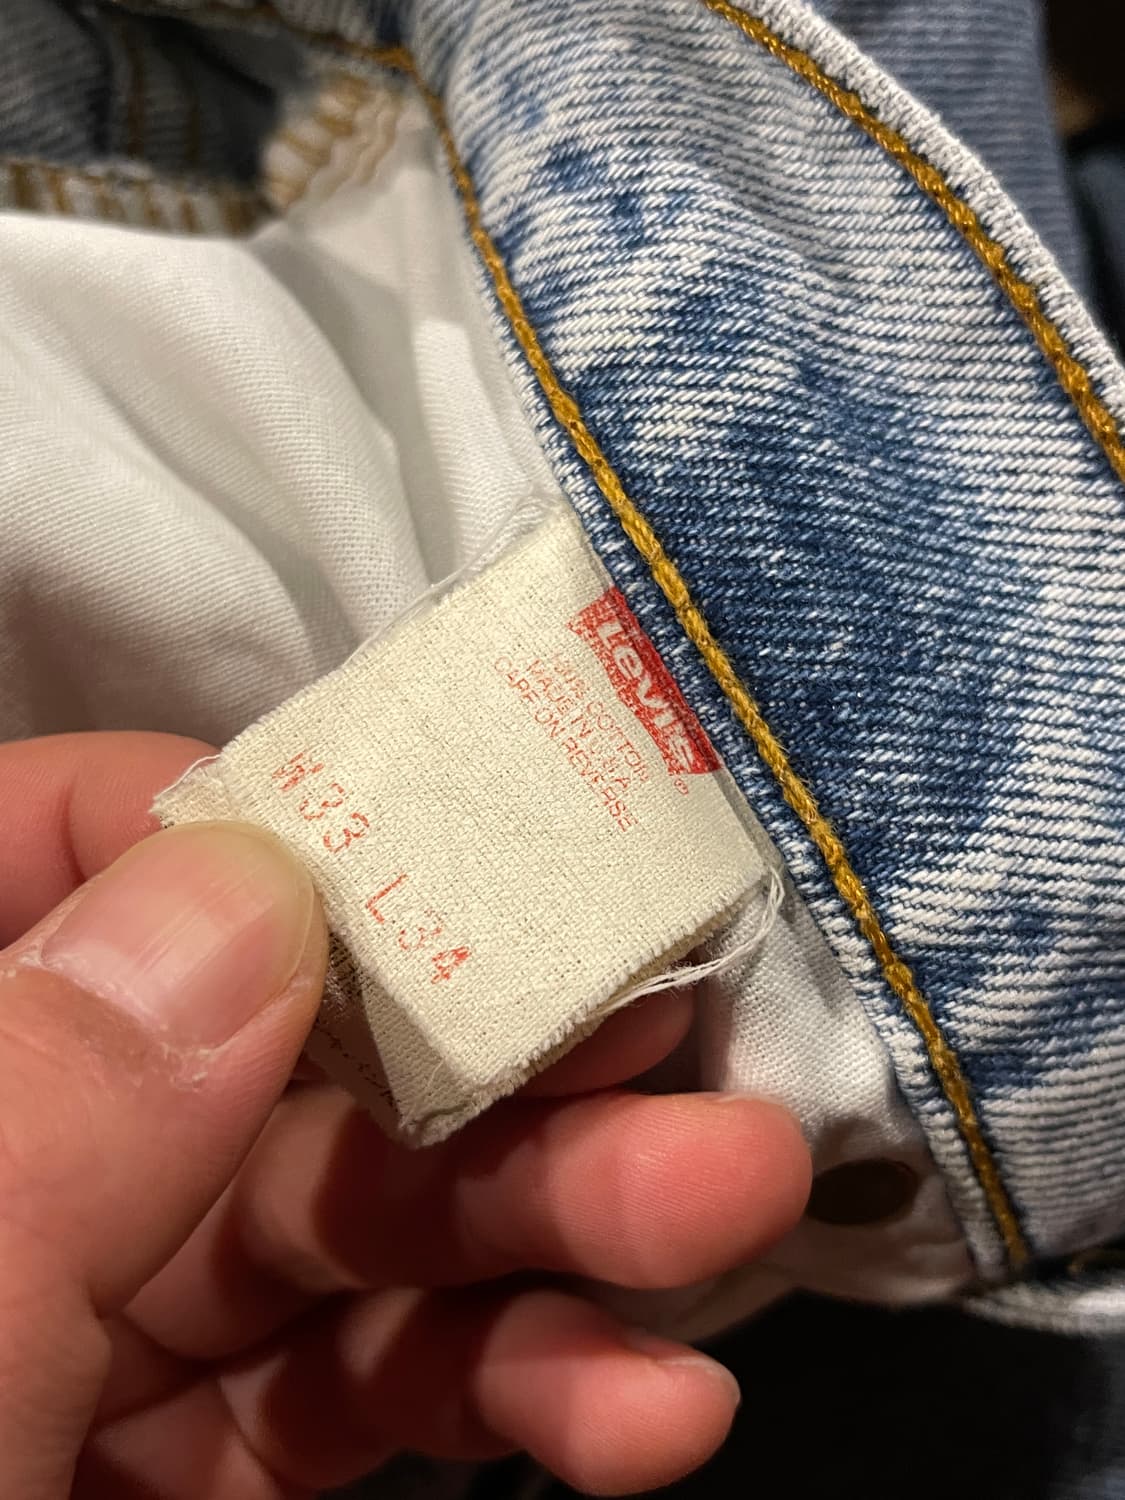 Levi's®
100% COTTON
MADE IN U.S.A.
CARE ON REVERSE
W33 L34